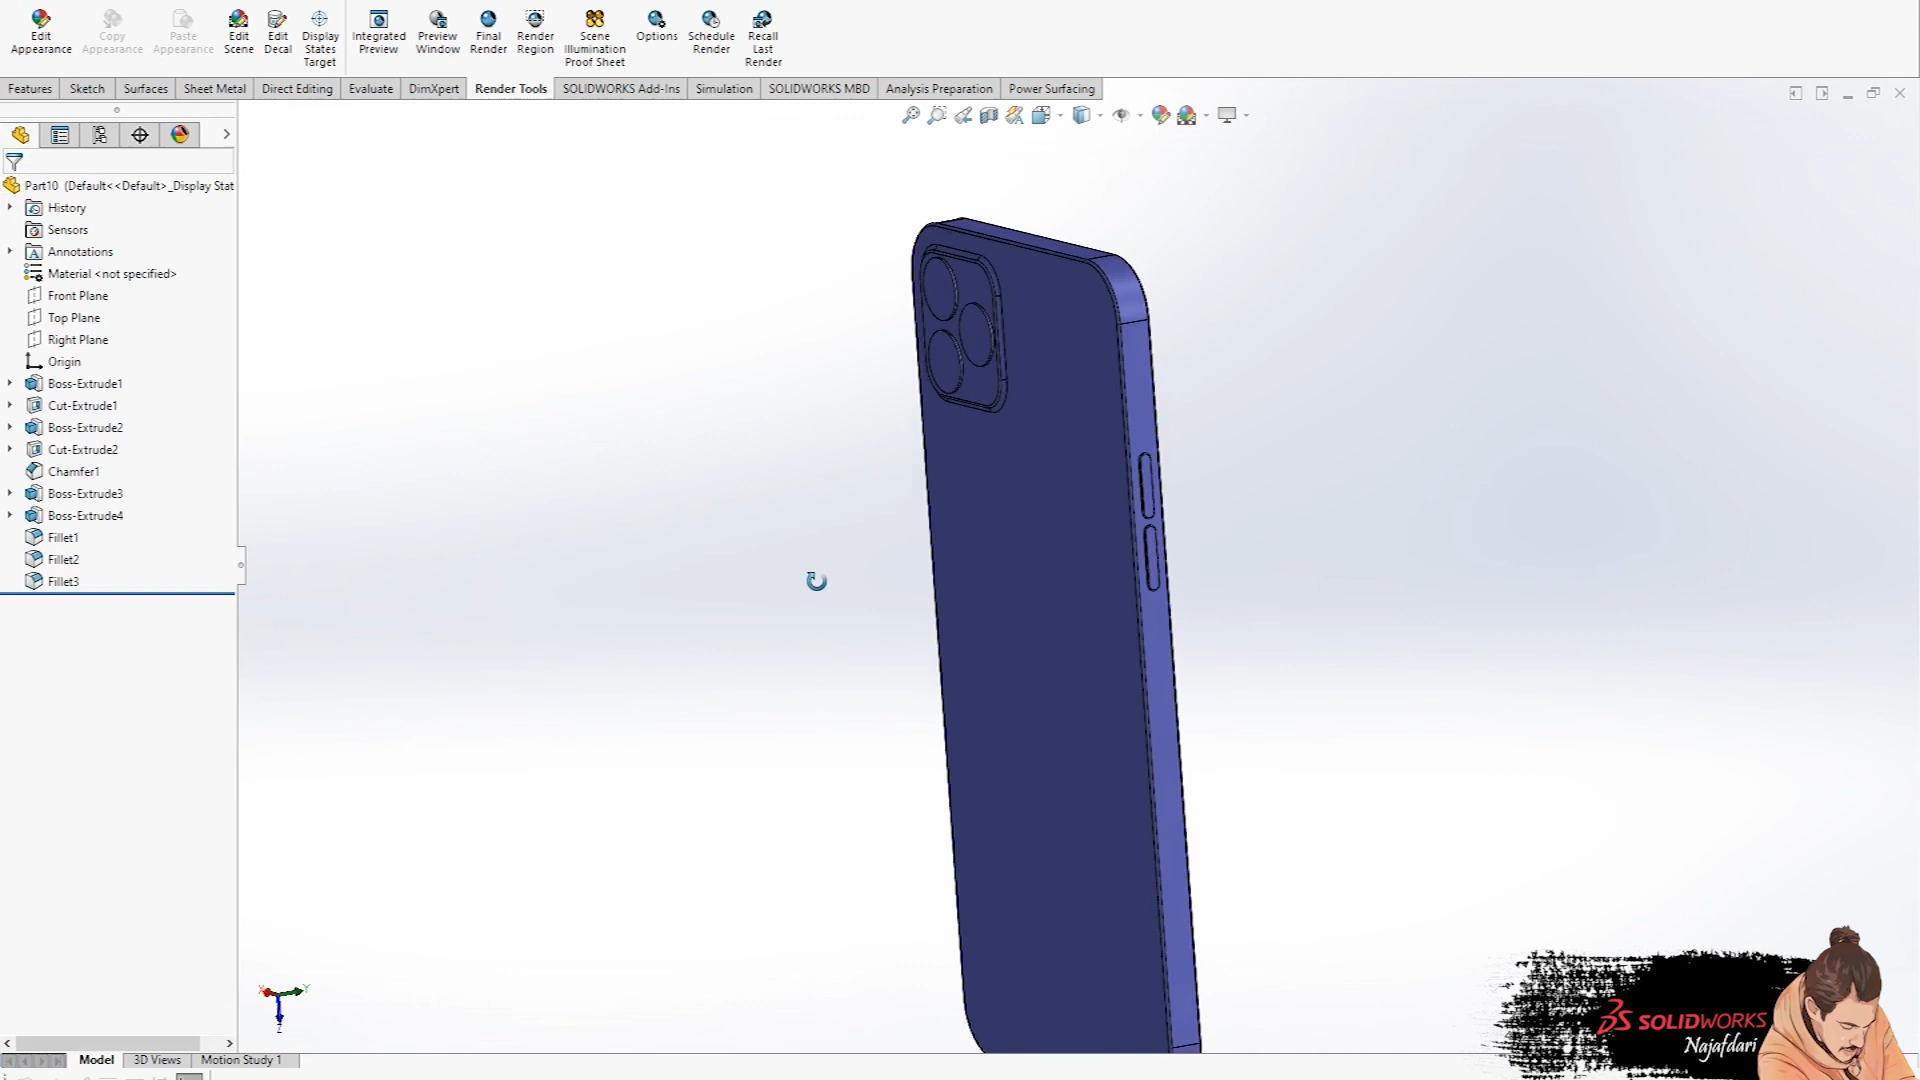 Edit Appearance
Copy Appearance
Paste Appearance
Edit Scene
Edit Decal
Display States Target
Integrated Preview
Preview Window
Final Render
Render Region
Scene Illumination Proof Sheet
Options
Schedule Render
Recall Last Render
Features
Sketch
Surfaces
Sheet Metal
Direct Editing
Evaluate
DimXpert
Render Tools
SOLIDWORKS Add-Ins
Simulation
SOLIDWORKS MBD
Analysis Preparation
Power Surfacing
Part10 (Default<<Default>_Display Stat
History
Sensors
Annotations
Material <not specified>
Front Plane
Top Plane
Right Plane
Origin
Boss-Extrude1
Cut-Extrude1
Boss-Extrude2
Cut-Extrude2
Chamfer1
Boss-Extrude3
Boss-Extrude4
Fillet1
Fillet2
Fillet3
X
Y
Z
SOLIDWORKS
Najafdari
Model
3D Views
Motion Study 1